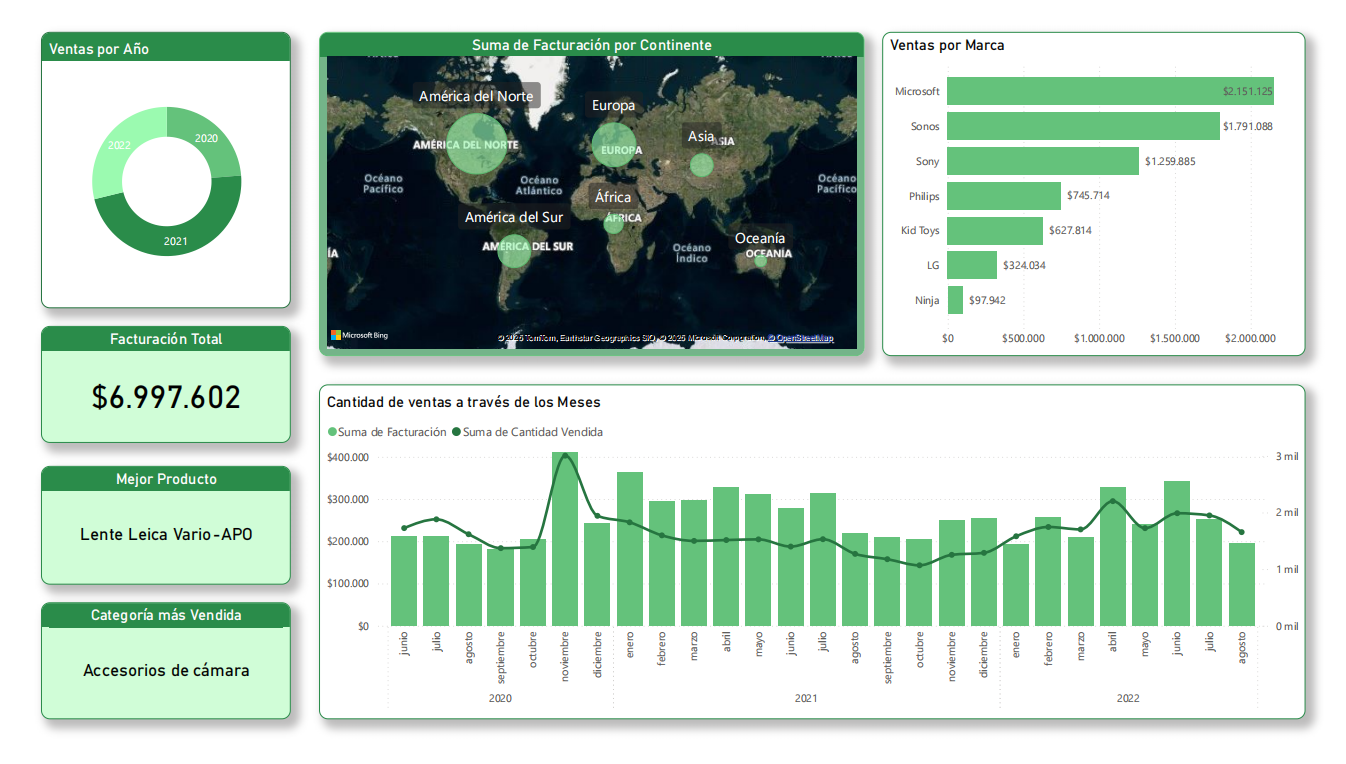 Ventas por Año
2020
2022
2021
Facturación Total
$6.997.602
Mejor Producto
Lente Leica Vario-APO
Categoría más Vendida
Accesorios de cámara
Suma de Facturación por Continente
América del Norte
Europa
Asia
ASIA
AMÉRICA DEL NORTE
EUROPA
Océano
Pacífico
Océano
Atlántico
Océano
Pacífico
África
ÁFRICA
América del Sur
AMÉRICA DEL SUR
Oceanía
OCEANÍA
Océano
Índico
ÍA
Microsoft Bing
© 2025 TomTom, Earthstar Geographics SIO, © 2025 Microsoft Corporation, © OpenStreetMap
Ventas por Marca
Microsoft $2.151.125
Sonos $1.791.088
Sony $1.259.885
Philips $745.714
Kid Toys $627.814
LG $324.034
Ninja $97.942
$0 $500.000 $1.000.000 $1.500.000 $2.000.000
Cantidad de ventas a través de los Meses
Suma de Facturación Suma de Cantidad Vendida
$400.000 3 mil
$300.000
2 mil
$200.000
1 mil
$100.000
$0 0 mil
junio julio agosto septiembre octubre noviembre diciembre enero febrero marzo abril mayo junio julio agosto septiembre octubre noviembre diciembre enero febrero marzo abril mayo junio julio agosto
2020 2021 2022